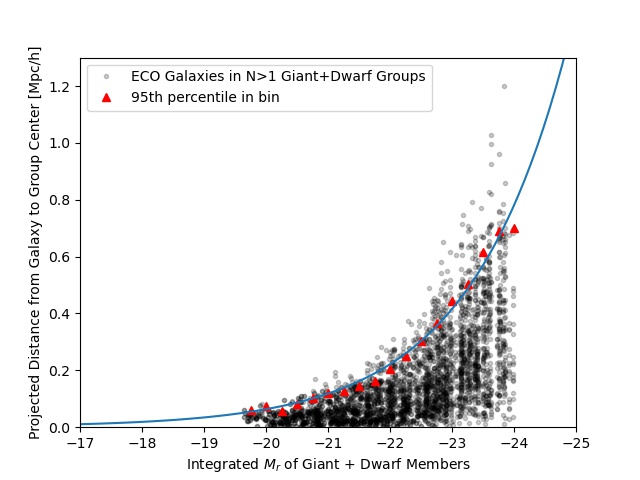 ECO Galaxies in N>1 Giant+Dwarf Groups
95th percentile in bin
Projected Distance from Galaxy to Group Center [Mpc/h]
1.2
1.0
0.8
0.6
0.4
0.2
0.0
−17 −18 −19 −20 −21 −22 −23 −24 −25
Integrated M_r of Giant + Dwarf Members